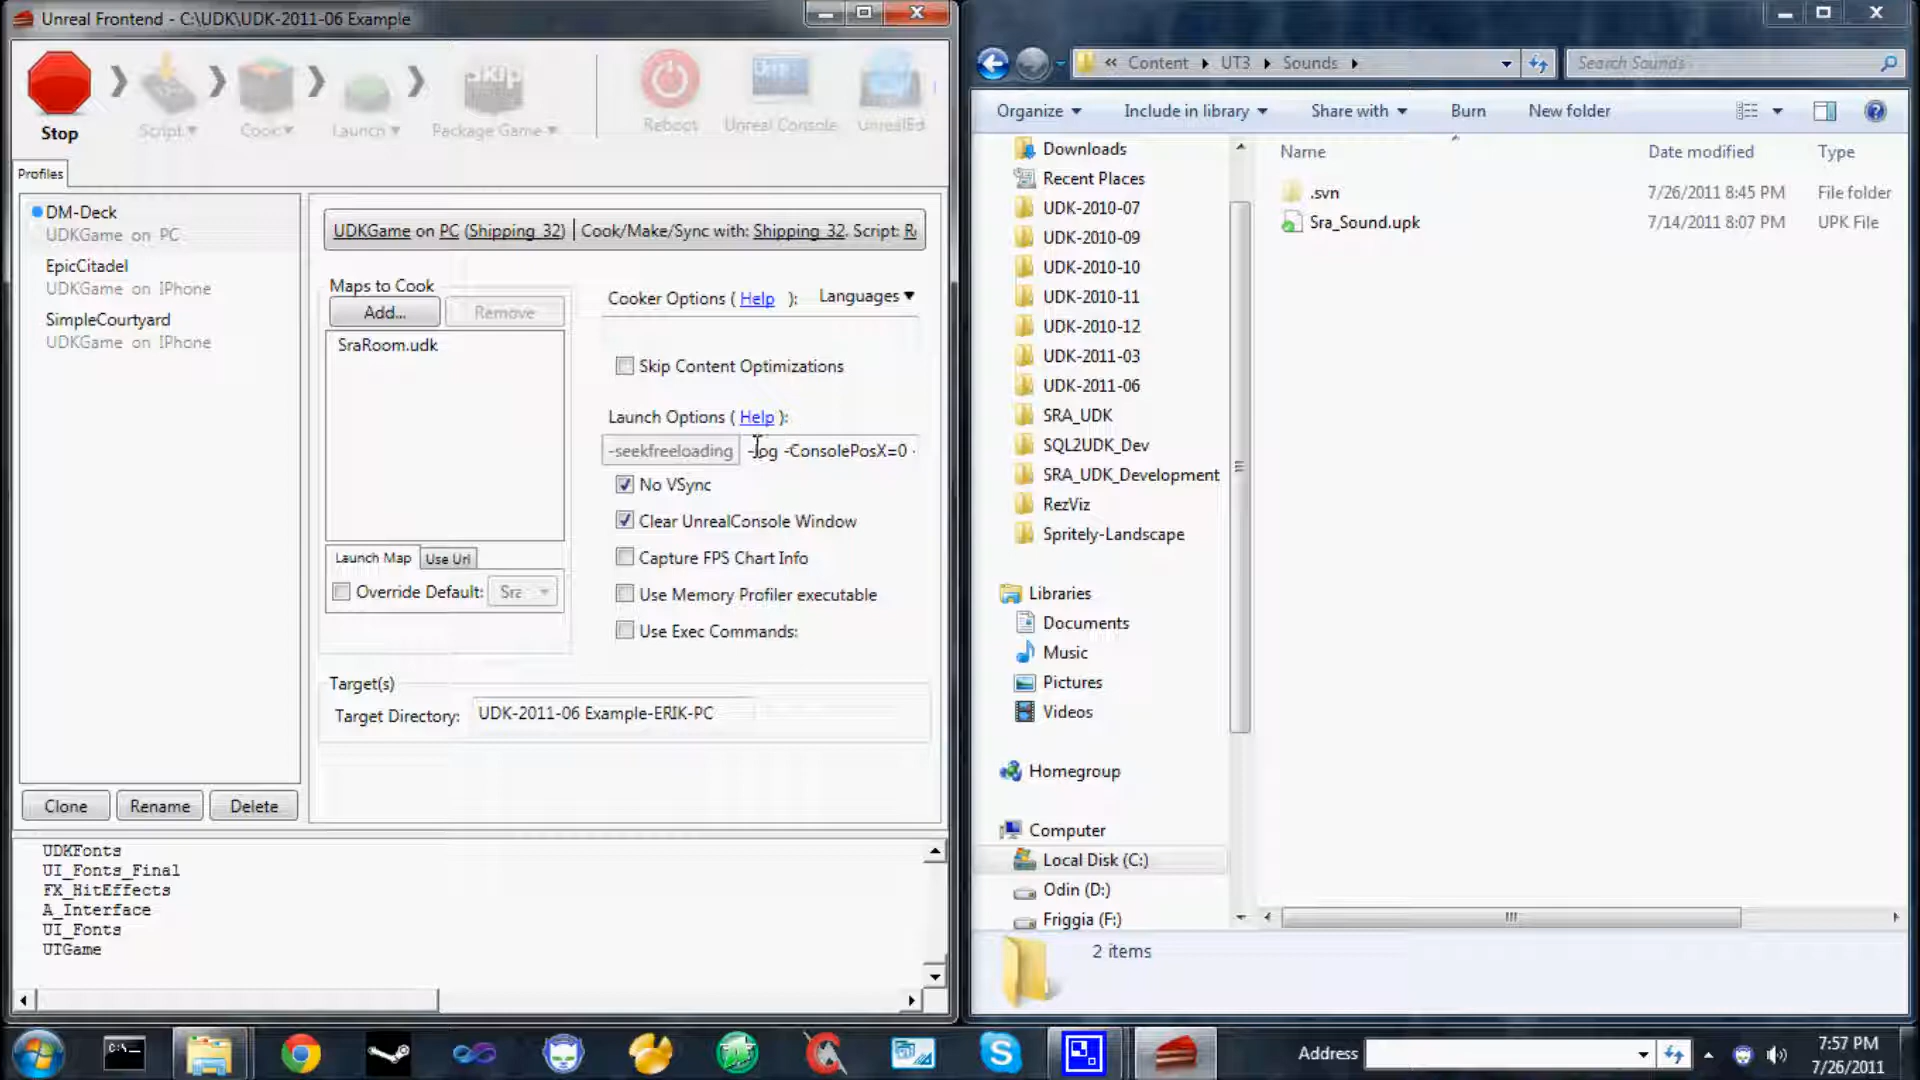 Unreal Frontend - C:\UDK\UDK-2011-06 Example
Stop
Script
Cook
Launch
Package Game
Reboot
Unreal Console
UnrealEd
Profiles
DM-Deck
UDKGame on PC
EpicCitadel
UDKGame on IPhone
SimpleCourtyard
UDKGame on IPhone
Clone
Rename
Delete
UDKGame on PC (Shipping_32) | Cook/Make/Sync with: Shipping_32. Script:
Maps to Cook
Add...
Remove
SraRoom.udk
Launch Map
Use Url
Override Default:
Sra
Cooker Options ( Help ):
Languages
Skip Content Optimizations
Launch Options ( Help ):
-seekfreeloading
-log -ConsolePosX=0 -
No VSync
Clear UnrealConsole Window
Capture FPS Chart Info
Use Memory Profiler executable
Use Exec Commands:
Target(s)
Target Directory:
UDK-2011-06 Example-ERIK-PC
UDKFonts
UI_Fonts_Final
FX_HitEffects
A_Interface
UI_Fonts
UTGame
« Content
UT3
Sounds
Search Sounds
Organize
Include in library
Share with
Burn
New folder
Downloads
Recent Places
UDK-2010-07
UDK-2010-09
UDK-2010-10
UDK-2010-11
UDK-2010-12
UDK-2011-03
UDK-2011-06
SRA_UDK
SQL2UDK_Dev
SRA_UDK_Development
RezViz
Spritely-Landscape
Libraries
Documents
Music
Pictures
Videos
Homegroup
Computer
Local Disk (C:)
Odin (D:)
Friggia (F:)
Name
Date modified
Type
.svn
7/26/2011 8:45 PM
File folder
Sra_Sound.upk
7/14/2011 8:07 PM
UPK File
2 items
Address
7:57 PM
7/26/2011